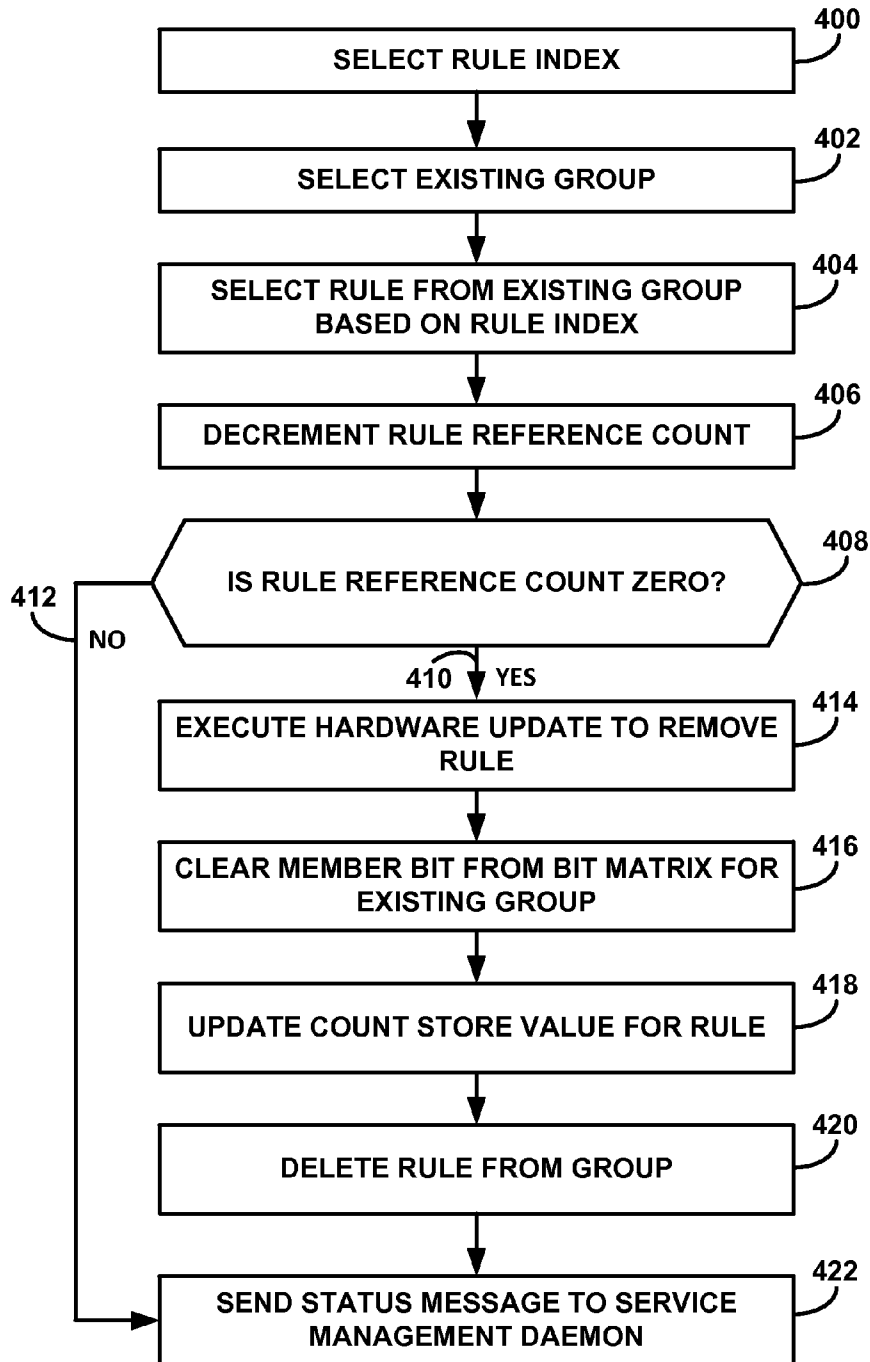 400
SELECT RULE INDEX
402
SELECT EXISTING GROUP
404
SELECT RULE FROM EXISTING GROUP
BASED ON RULE INDEX
406
DECREMENT RULE REFERENCE COUNT
408
IS RULE REFERENCE COUNT ZERO?
412
NO
410
YES
414
EXECUTE HARDWARE UPDATE TO REMOVE
RULE
416
CLEAR MEMBER BIT FROM BIT MATRIX FOR
EXISTING GROUP
418
UPDATE COUNT STORE VALUE FOR RULE
420
DELETE RULE FROM GROUP
422
SEND STATUS MESSAGE TO SERVICE
MANAGEMENT DAEMON